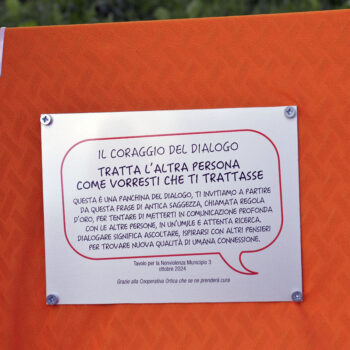 IL CORAGGIO DEL DIALOGO
TRATTA L'ALTRA PERSONA
COME VORRESTI CHE TI TRATTASSE
QUESTA È UNA PANCHINA DEL DIALOGO, TI INVITIAMO A PARTIRE
DA QUESTA FRASE DI ANTICA SAGGEZZA, CHIAMATA REGOLA
D'ORO, PER TENTARE DI METTERTI IN COMUNICAZIONE PROFONDA
CON LE ALTRE PERSONE, IN UN'UMILE E ATTENTA RICERCA.
DIALOGARE SIGNIFICA ASCOLTARE, ISPIRARSI CON ALTRI PENSIERI
PER TROVARE NUOVA QUALITÀ DI UMANA CONNESSIONE.
Tavolo per la Nonviolenza Municipio 3
ottobre 2024
Grazie alla Cooperativa Ortica che se ne prenderà cura